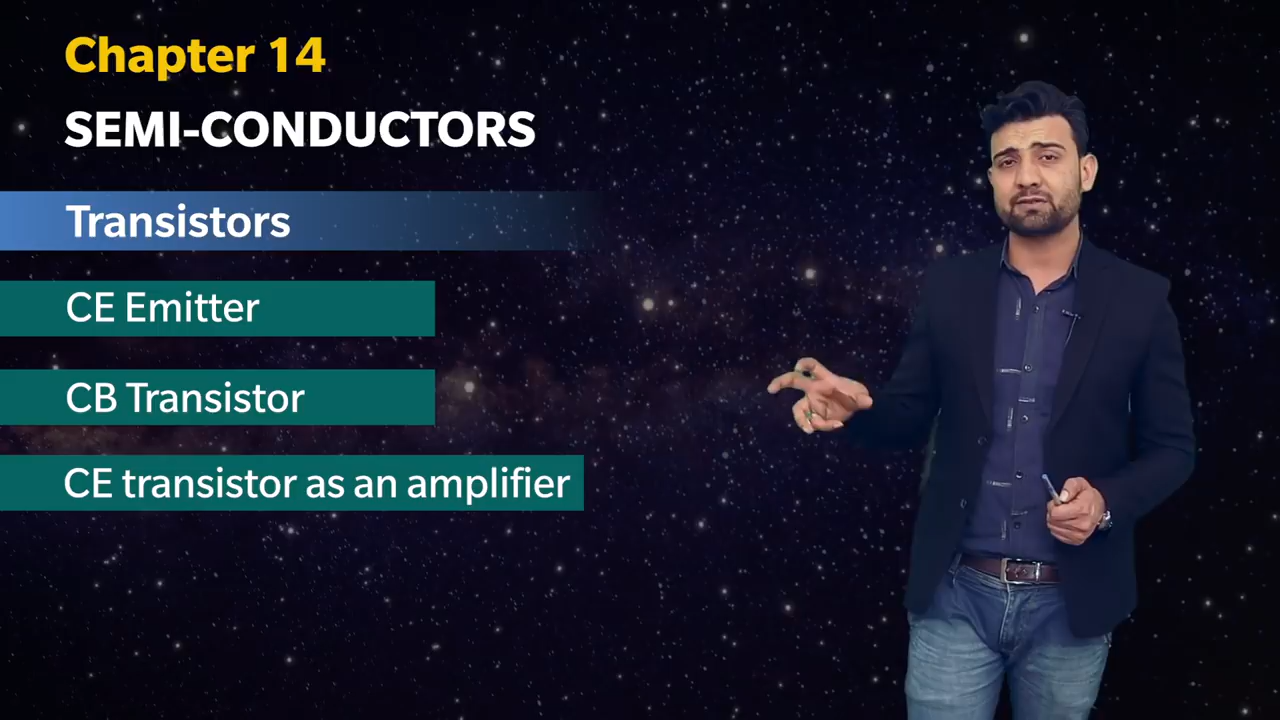 Chapter 14
SEMI-CONDUCTORS
Transistors
CE Emitter
CB Transistor
CE transistor as an amplifier